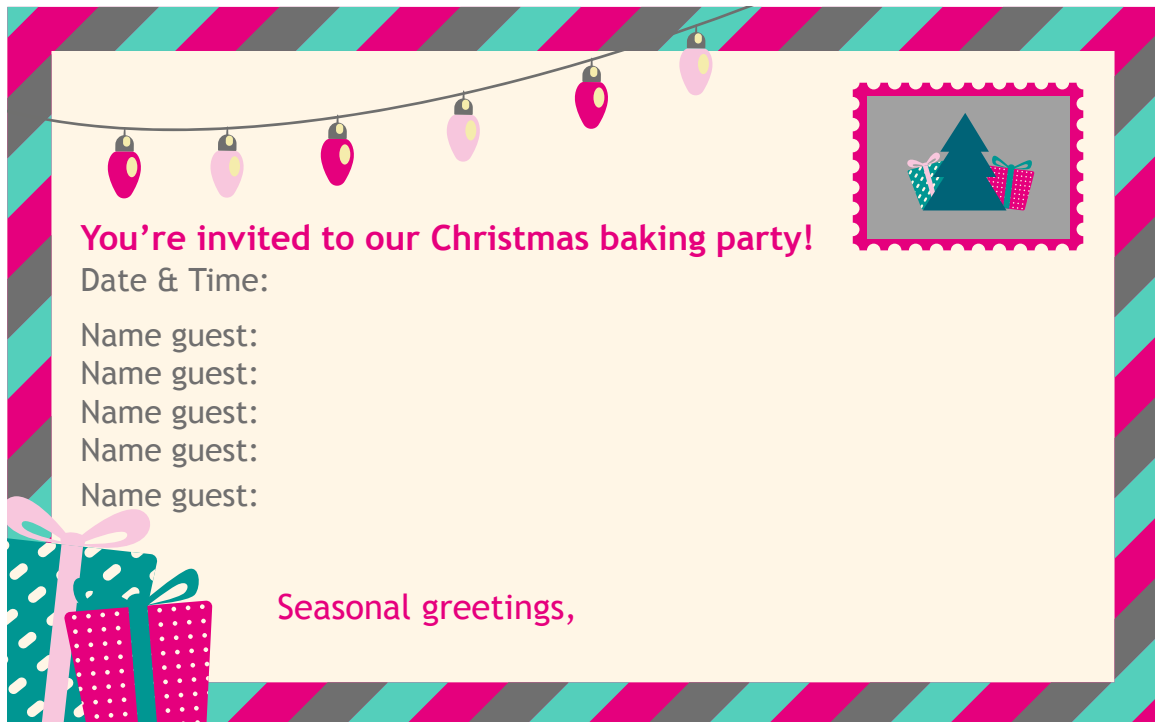 You’re invited to our Christmas baking party!
Date & Time:
Name guest:
Name guest:
Name guest:
Name guest:
Name guest:
Seasonal greetings,